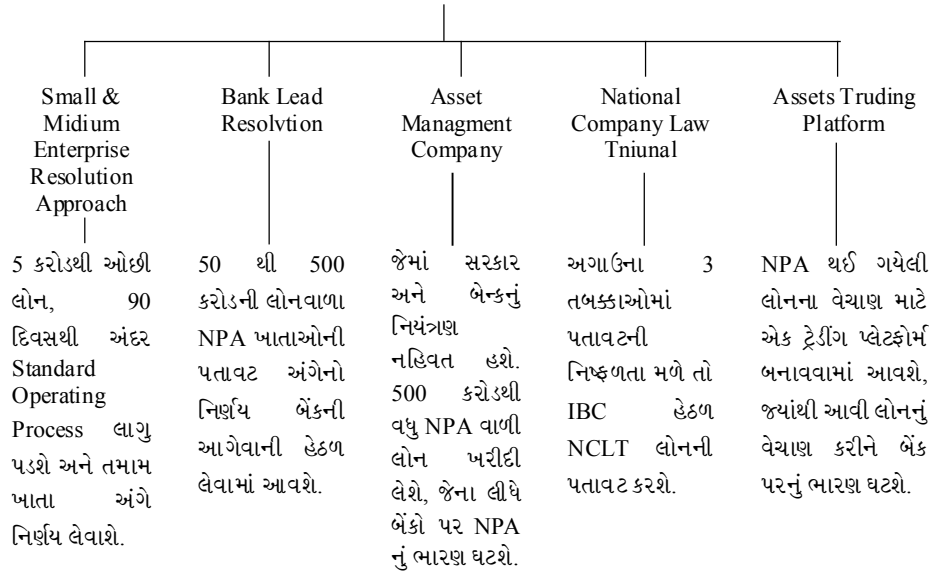 Small &
Midium
Enterprise
Resolution
Approach
5 કરોડથી ઓછી
લોન, 90
દિવસથી અંદર
Standard
Operating
Process લાગુ
પડશે અને તમામ
ખાતા અંગે
નિર્ણય લેવાશે.
Bank Lead
Resolvtion
50 થી 500
કરોડની લોનવાળા
NPA ખાતાઓની
પતાવટ અંગેનો
નિર્ણય બેંકની
આગેવાની હેઠળ
લેવામાં આવશે.
Asset
Managment
Company
જેમાં સરકાર
અને બેન્કનું
નિયંત્રણ
નહિવત હશે.
500 કરોડથી
વધુ NPA વાળી
લોન ખરીદી
લેશે, જેના લીધે
બેંકો પર NPA
નું ભારણ ઘટશે.
National
Company Law
Tniunal
અગાઉના 3
તબક્કાઓમાં
પતાવટની
નિષ્ફળતા મળે તો
IBC હેઠળ
NCLT લોનની
પતાવટ કરશે.
Assets Truding
Platform
NPA થઈ ગયેલી
લોનના વેચાણ માટે
એક ટ્રેડીંગ પ્લેટફોર્મ
બનાવવામાં આવશે,
જ્યાંથી આવી લોનનું
વેચાણ કરીને બેંક
પરનું ભારણ ઘટશે.